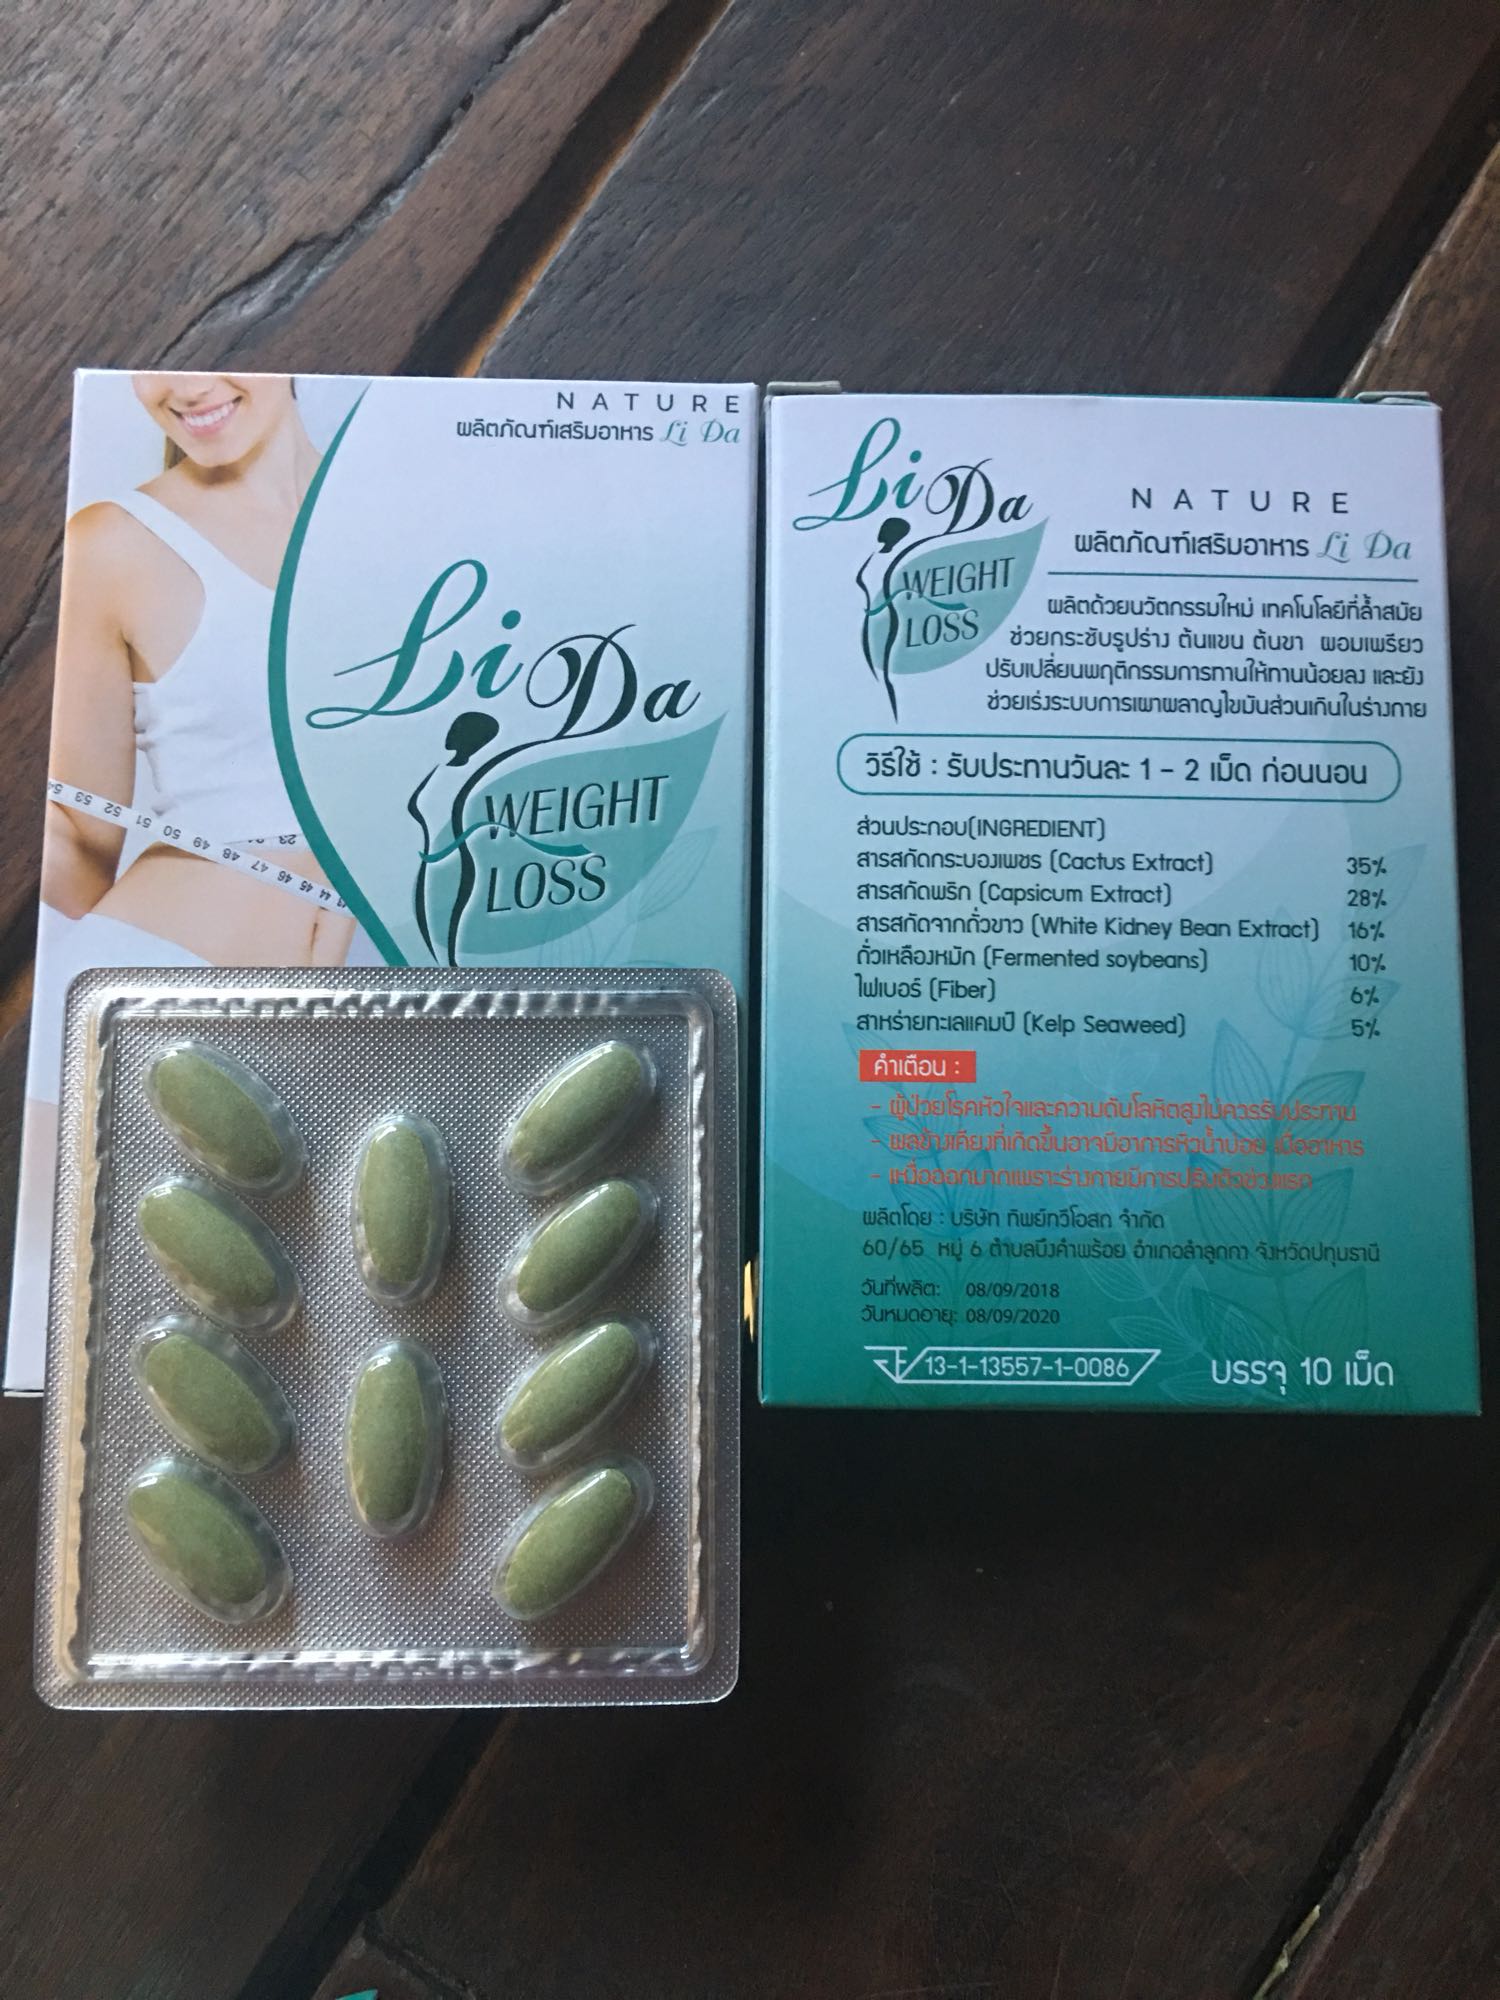 NATURE
ผลิตภัณฑ์เสริมอาหาร Li Da
Li Da
WEIGHT
LOSS
54 53 52 51 50 49 48 47 46 45 44 43
23
Li Da
WEIGHT
LOSS
NATURE
ผลิตภัณฑ์เสริมอาหาร Li Da
ผลิตด้วยนวัตกรรมใหม่ เทคโนโลยีที่ล้ำสมัย
ช่วยกระชับรูปร่าง ต้นแขน ต้นขา ผอมเพรียว
ปรับเปลี่ยนพฤติกรรมการทานให้ทานน้อยลง และยัง
ช่วยเร่งระบบการเผาผลาญไขมันส่วนเกินในร่างกาย
วิธีใช้ : รับประทานวันละ 1 - 2 เม็ด ก่อนนอน
ส่วนประกอบ(INGREDIENT)
สารสกัดกระบองเพชร (Cactus Extract) 35%
สารสกัดพริก (Capsicum Extract) 28%
สารสกัดจากถั่วขาว (White Kidney Bean Extract) 16%
ถั่วเหลืองหมัก (Fermented soybeans) 10%
ไฟเบอร์ (Fiber) 6%
สาหร่ายทะเลแคมป์ (Kelp Seaweed) 5%
คำเตือน :
- ผู้ป่วยโรคหัวใจและความดันโลหิตสูงไม่ควรรับประทาน
- ผลข้างเคียงที่เกิดขึ้นอาจมีอาการหิวน้ำบ่อย เบื่ออาหาร
- เหงื่อออกมากเพราะร่างกายมีการปรับตัวช่วงแรก
ผลิตโดย : บริษัท ทิพย์ทวีโอสถ จำกัด
60/65 หมู่ 6 ตำบลบึงคำพร้อย อำเภอลำลูกกา จังหวัดปทุมธานี
วันที่ผลิต: 08/09/2018
วันหมดอายุ: 08/09/2020
13-1-13557-1-0086
บรรจุ 10 เม็ด